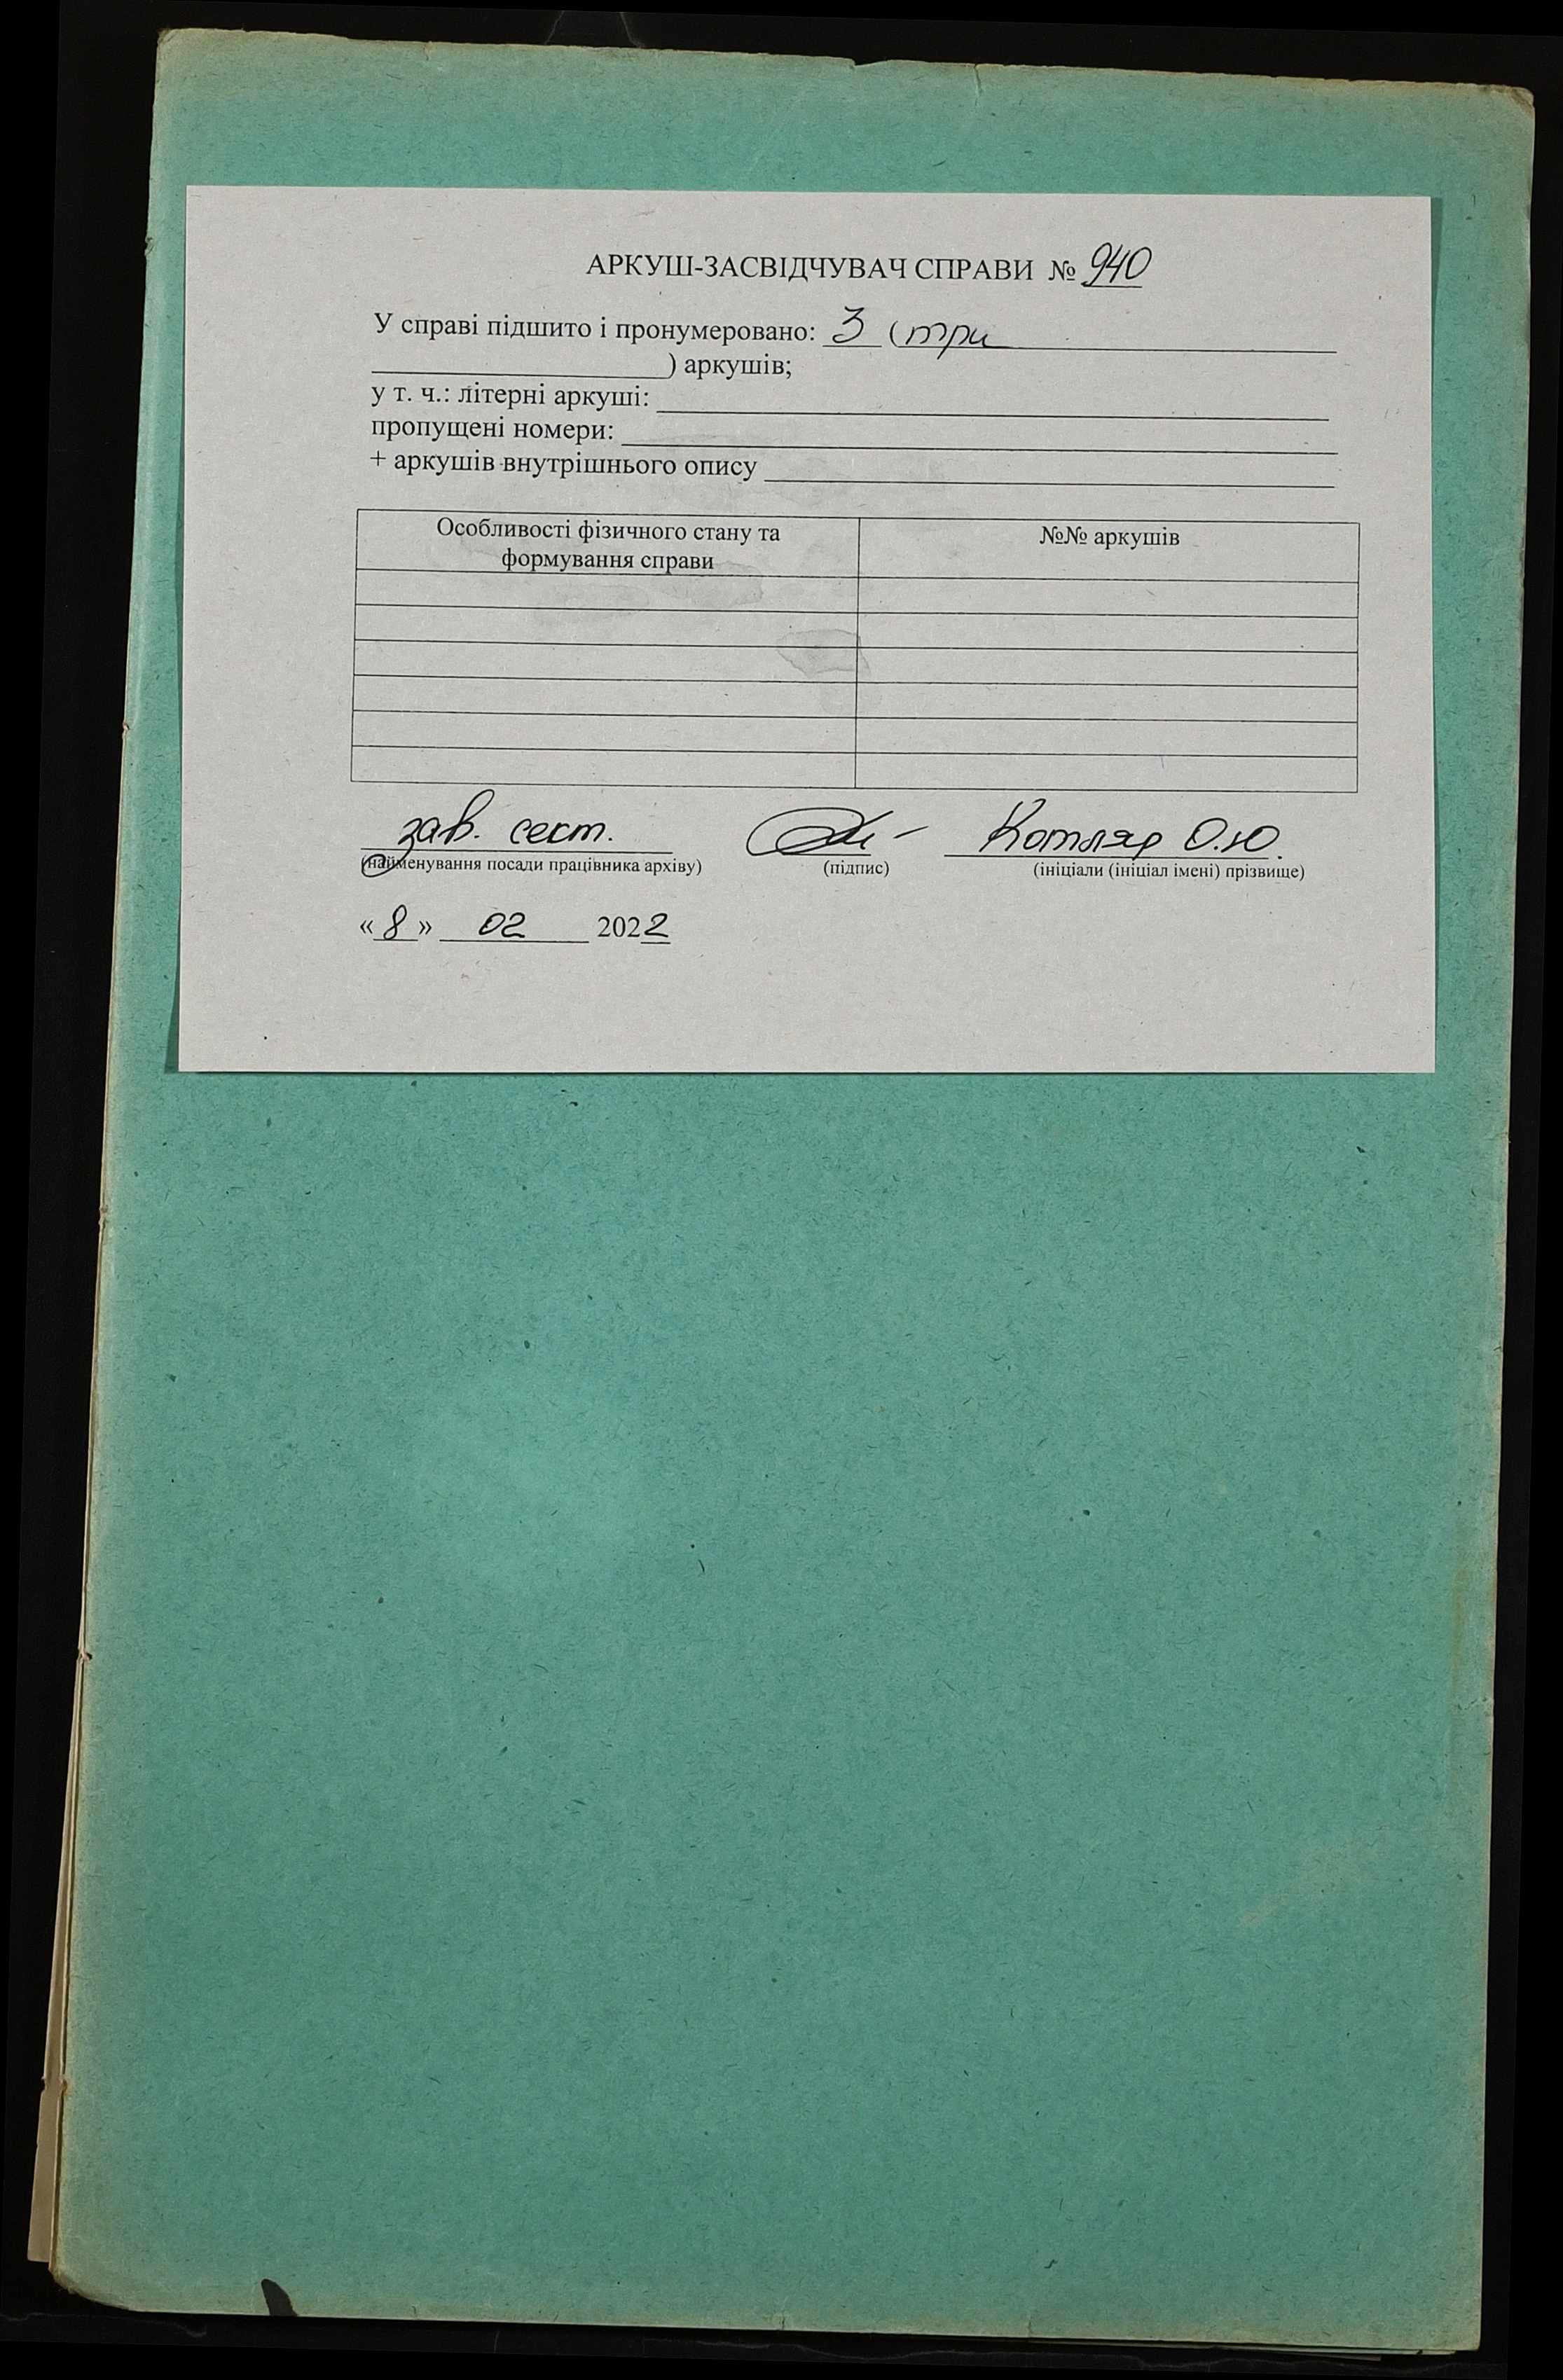 АРКУШ-ЗАСВІДЧУВАЧ СПРАВИ № 940
У справі підшито і пронумеровано: 3 (три
) аркушів;
у т. ч.: літерні аркуші:
пропущені номери:
+ аркушів внутрішнього опису
Особливості фізичного стану та
формування справи
№№ аркушів
зав. сект. Котляр О.Ю.
(найменування посади працівника архіву) (підпис) (ініціали (ініціал імені) прізвище)
«8» 02 2022